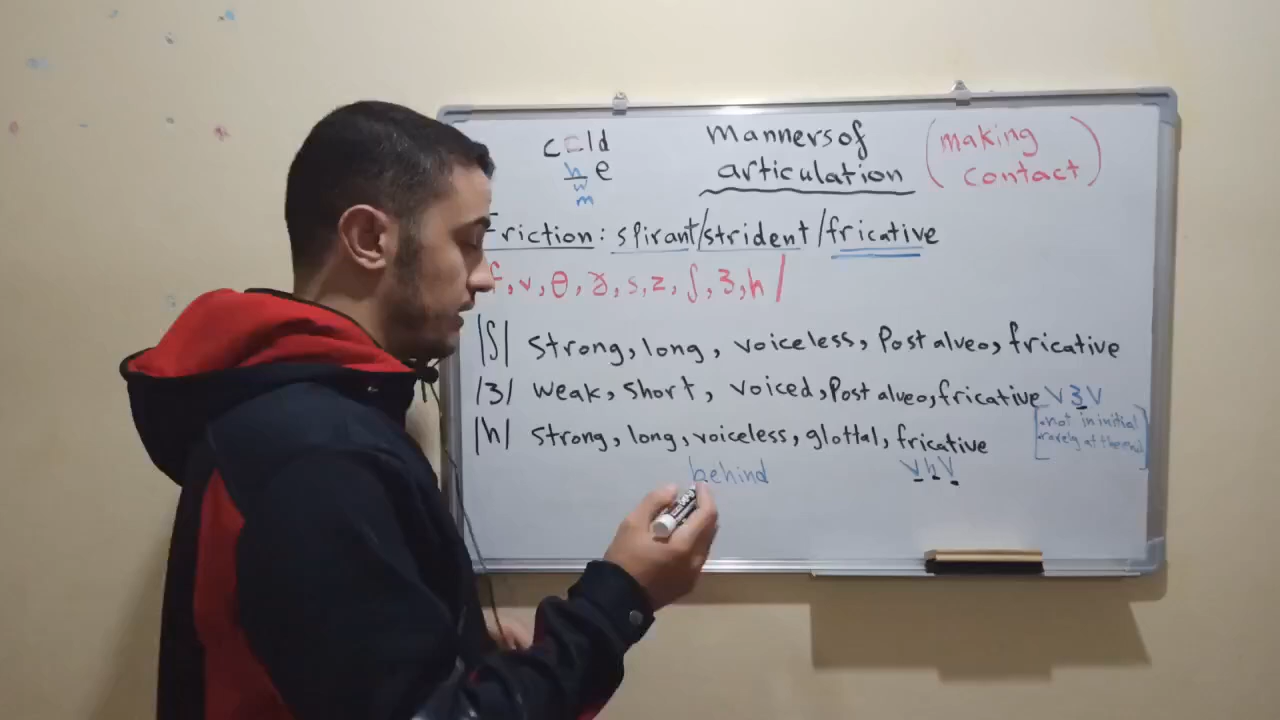 cold
h e
w
m
manners of
articulation
(making
contact)
Friction: spirant/strident/fricative
f, v, θ, ɣ, s, z, ʃ, ʒ, h/
/ʃ/ strong, long, voiceless, Post alveo, fricative
/ʒ/ weak, short, voiced, Post alveo, fricative V ʒ V
[not in initial
rarely at the end]
/h/ strong, long, voiceless, glottal, fricative
behind
V h V